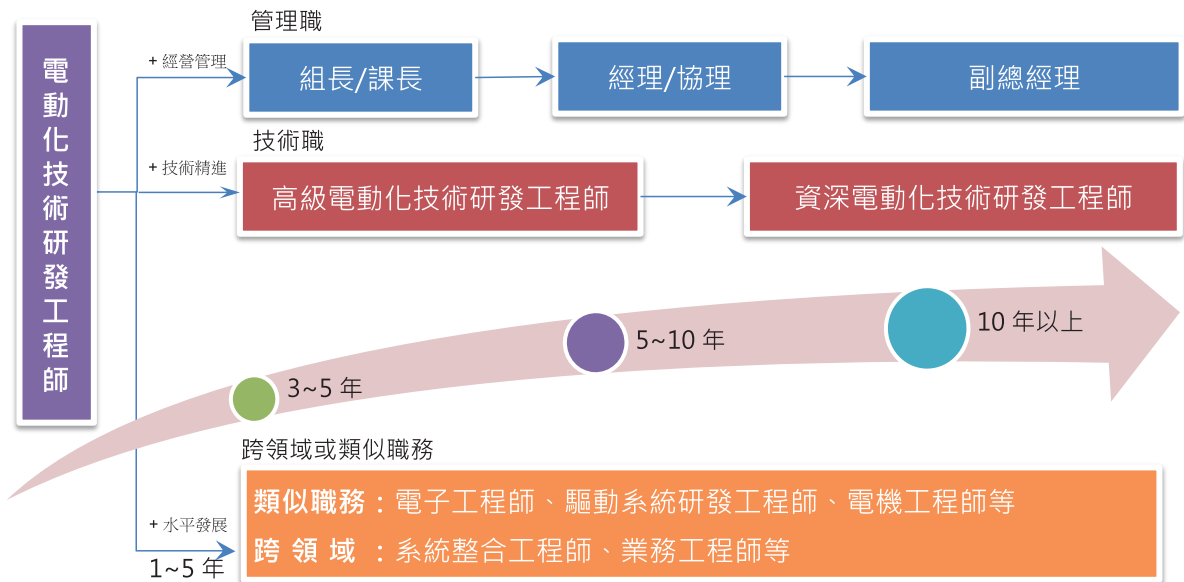 電動化技術研發工程師
管理職
+ 經營管理
組長/課長
經理/協理
副總經理
技術職
+ 技術精進
高級電動化技術研發工程師
資深電動化技術研發工程師
10 年以上
5~10 年
3~5 年
跨領域或類似職務
類似職務：電子工程師、驅動系統研發工程師、電機工程師等
跨 領 域 ：系統整合工程師、業務工程師等
+ 水平發展
1~5 年